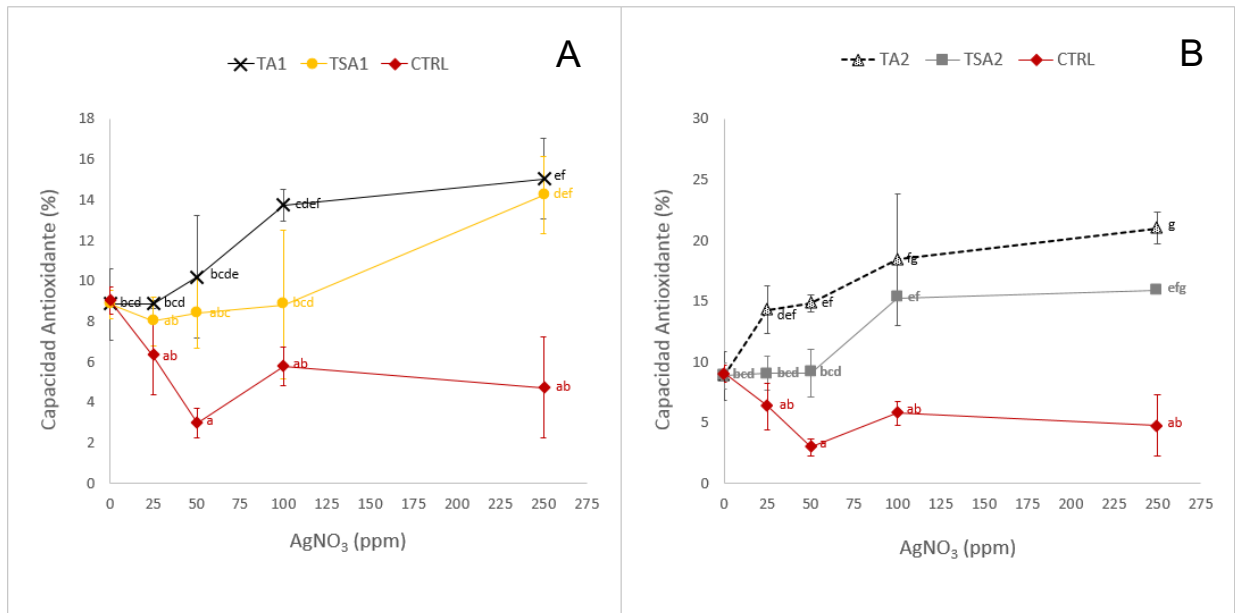 A
TA1 TSA1 CTRL
18
16
14
12
10
8
6
4
2
0
Capacidad Antioxidante (%)
ef
def
cdef
bcde
bcd bcd
ab abc bcd
ab ab ab
a
0 25 50 75 100 125 150 175 200 225 250 275
AgNO₃ (ppm)
B
TA2 TSA2 CTRL
30
25
20
15
10
5
0
Capacidad Antioxidante (%)
g
fg
def ef ef efg
bcd bcd bcd
ab ab ab
a
0 25 50 75 100 125 150 175 200 225 250 275
AgNO₃ (ppm)